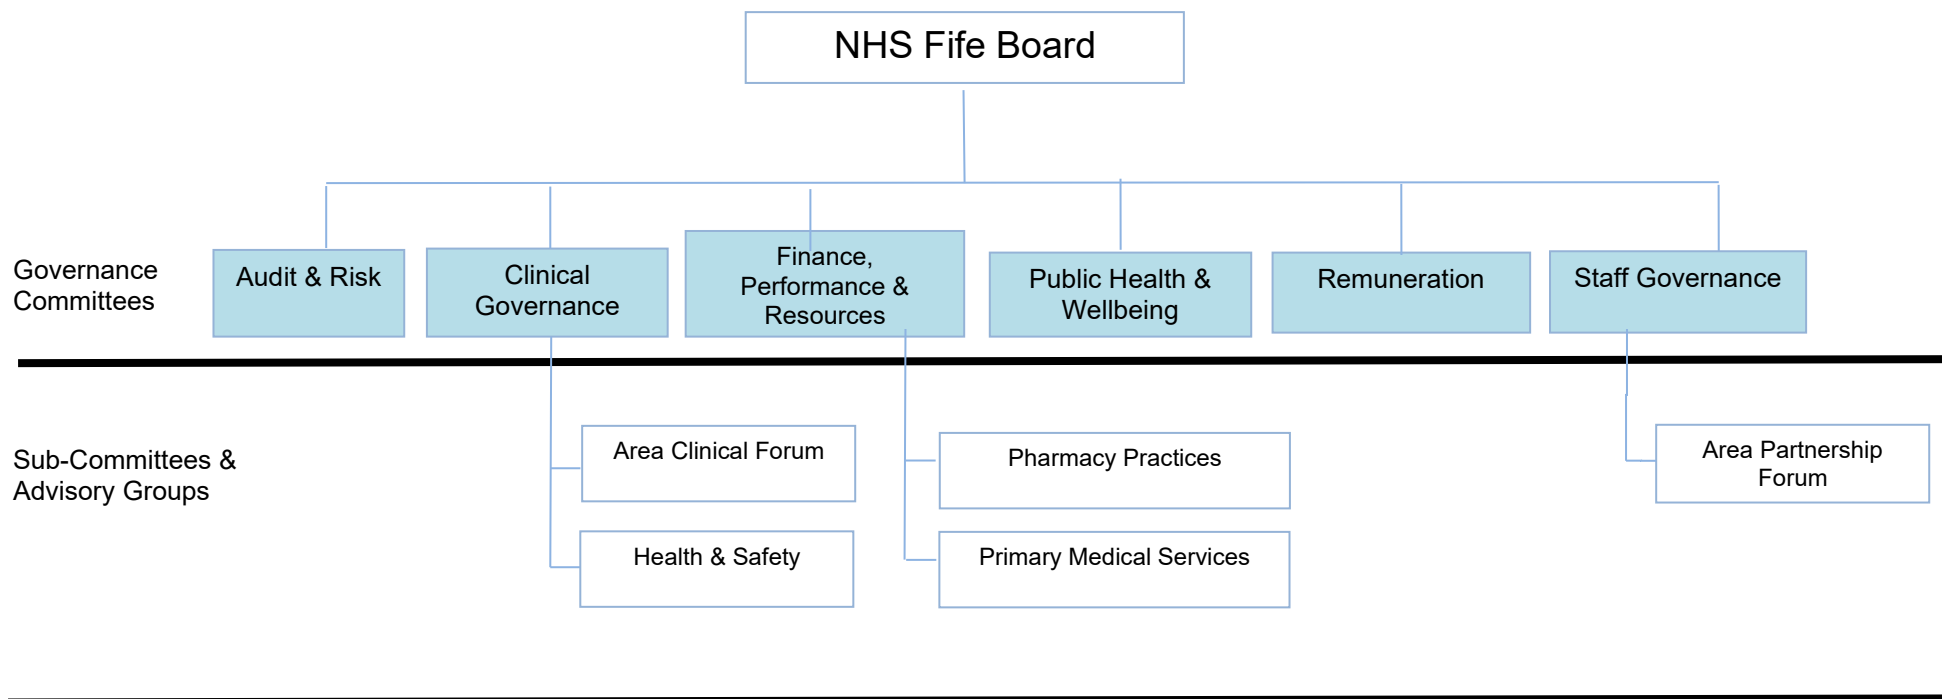 NHS Fife Board
Governance
Committees
Audit & Risk
Clinical
Governance
Finance,
Performance &
Resources
Public Health &
Wellbeing
Remuneration
Staff Governance
Sub-Committees &
Advisory Groups
Area Clinical Forum
Health & Safety
Pharmacy Practices
Primary Medical Services
Area Partnership
Forum